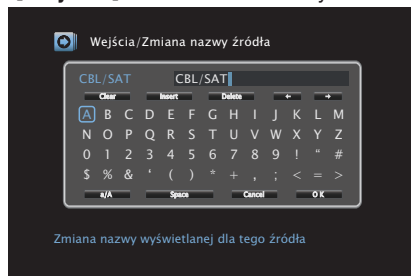 Wejścia/Zmiana nazwy źródła
CBL/SAT CBL/SAT
Clear Insert Delete ← →
A B C D E F G H I J K L M
N O P Q R S T U V W X Y Z
0 1 2 3 4 5 6 7 8 9 ! “ #
$ % & ‘ ( ) * + , ; < = >
a/A Space Cancel OK
Zmiana nazwy wyświetlanej dla tego źródła